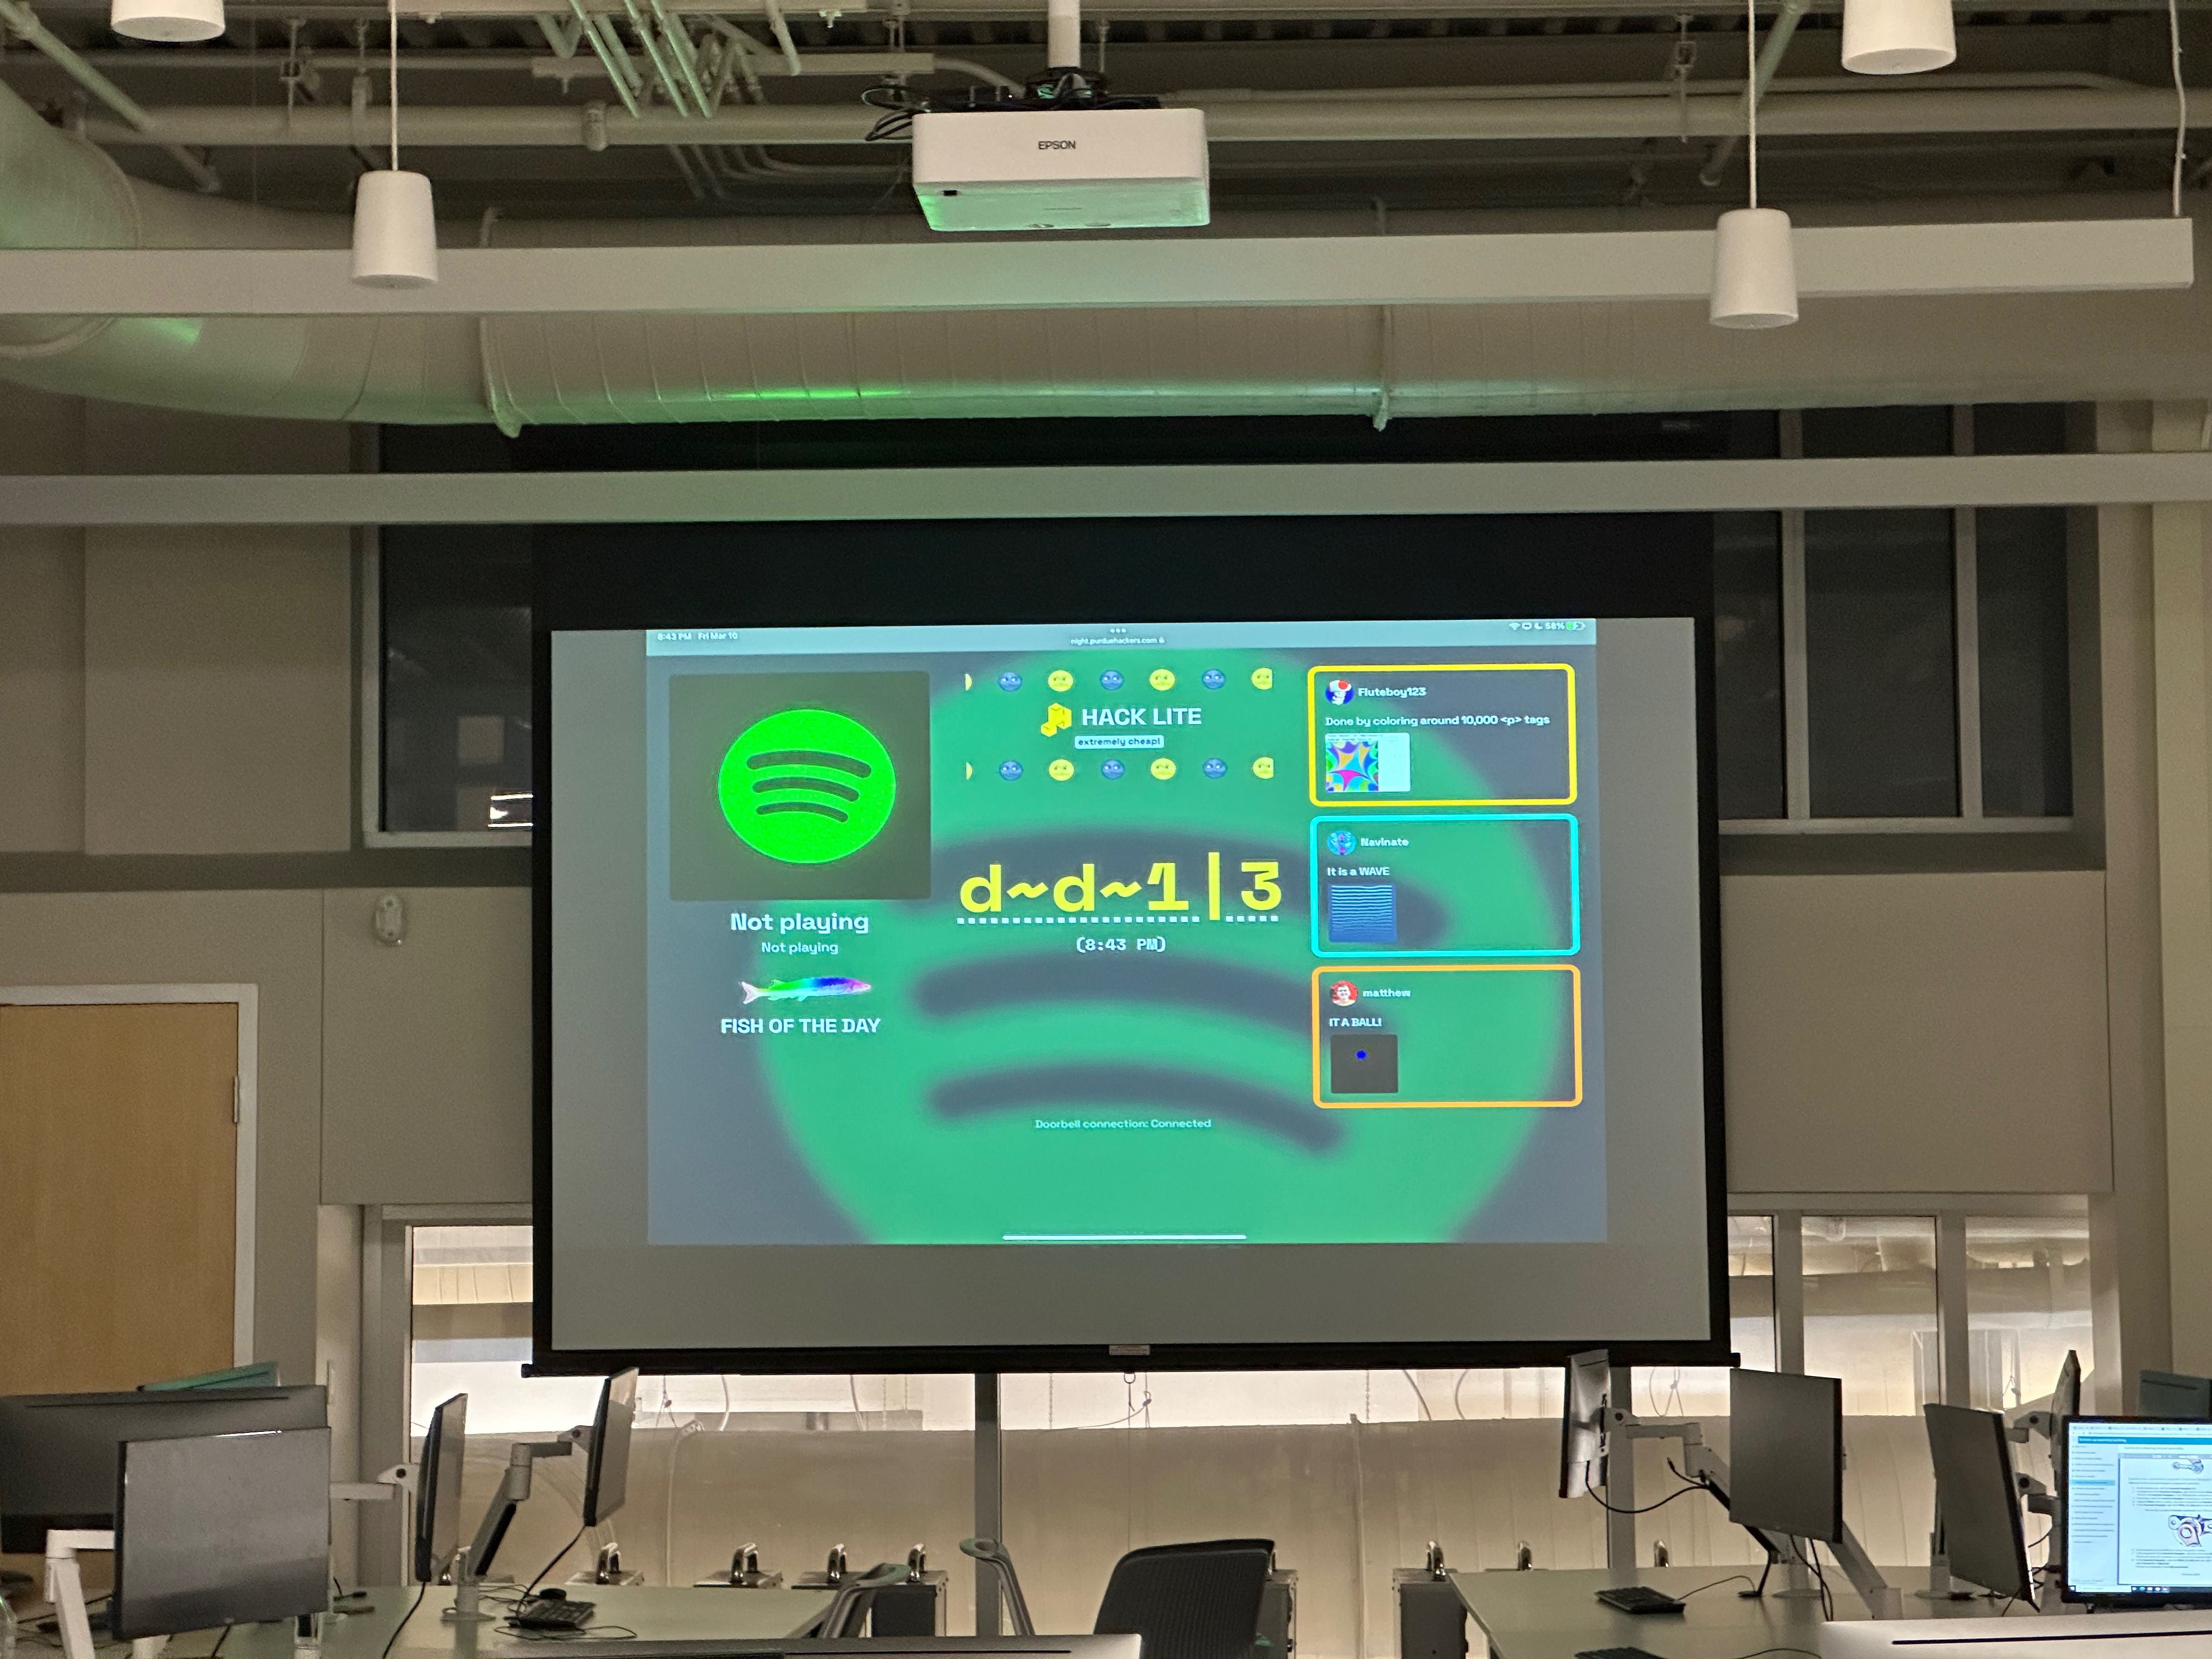 EPSON
8:43 PM Fri Mar 10
night.purduehackers.com
58%
Not playing
Not playing
FISH OF THE DAY
HACK LITE
extremely cheap!
d~d~1|3
(8:43 PM)
Doorbell connection: Connected
Fluteboy123
Done by coloring around 10,000 <p> tags
Navinate
It is a WAVE
matthew
IT A BALL!